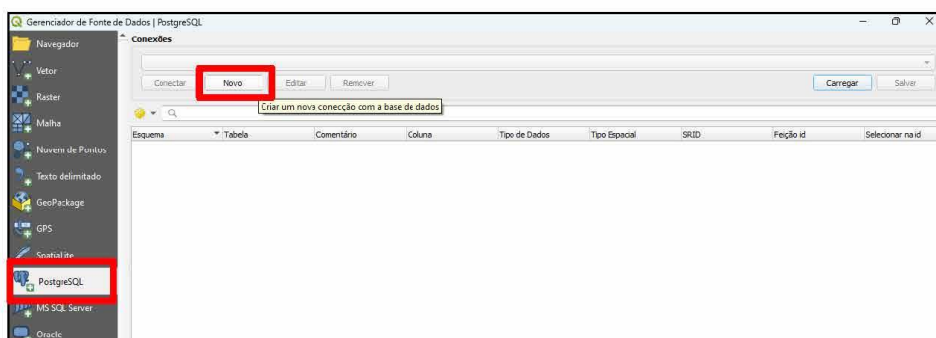 Gerenciador de Fonte de Dados | PostgreSQL
Navegador
Conexões
Vetor
Conectar Novo Editar Remover Carregar Salvar
Raster
Criar um nova conecção com a base de dados
Malha
Esquema Tabela Comentário Coluna Tipo de Dados Tipo Espacial SRID Feição id Selecionar na id
Nuvem de Pontos
Texto delimitado
GeoPackage
GPS
SpatiaLite
PostgreSQL
MS SQL Server
Oracle